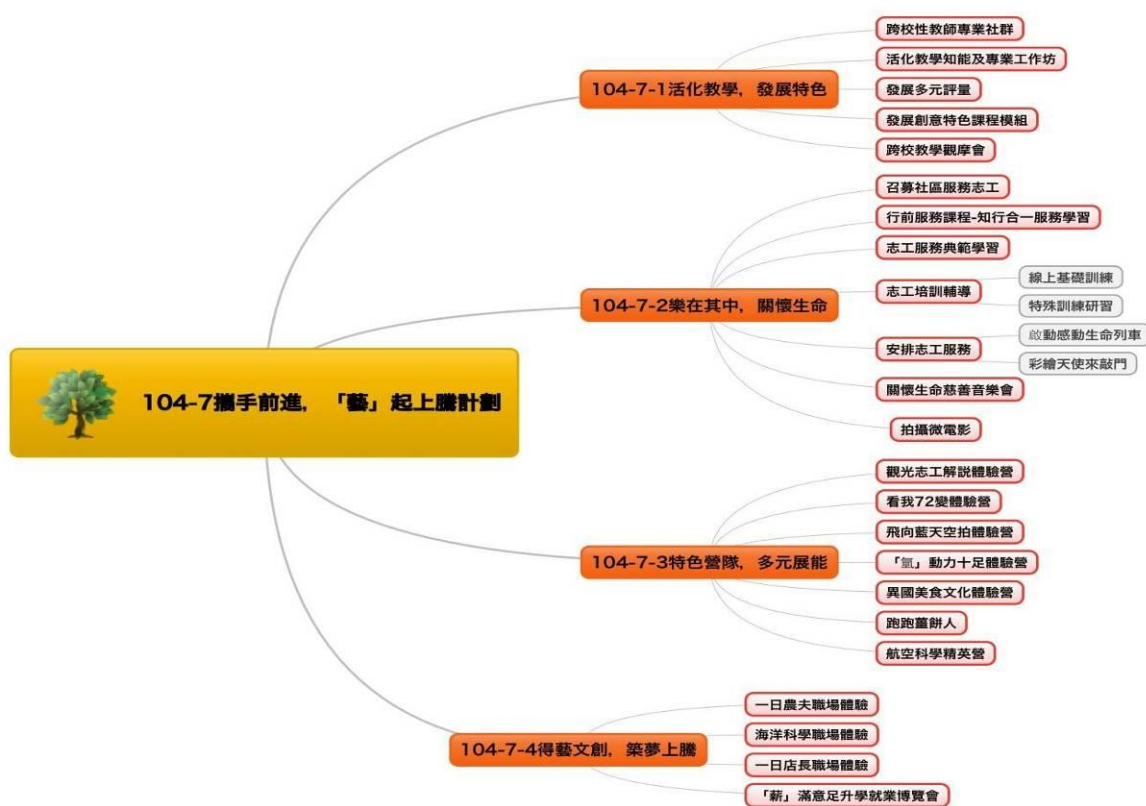 104-7攜手前進，「藝」起上騰計劃
104-7-1活化教學，發展特色
跨校性教師專業社群
活化教學知能及專業工作坊
發展多元評量
發展創意特色課程模組
跨校教學觀摩會
104-7-2樂在其中，關懷生命
召募社區服務志工
行前服務課程-知行合一服務學習
志工服務典範學習
志工培訓輔導
線上基礎訓練
特殊訓練研習
安排志工服務
啟動感動生命列車
彩繪天使來敲門
關懷生命慈善音樂會
拍攝微電影
104-7-3特色營隊，多元展能
觀光志工解說體驗營
看我72變體驗營
飛向藍天空拍體驗營
「氫」動力十足體驗營
異國美食文化體驗營
跑跑薑餅人
航空科學精英營
104-7-4得藝文創，築夢上騰
一日農夫職場體驗
海洋科學職場體驗
一日店長職場體驗
「薪」滿意足升學就業博覽會